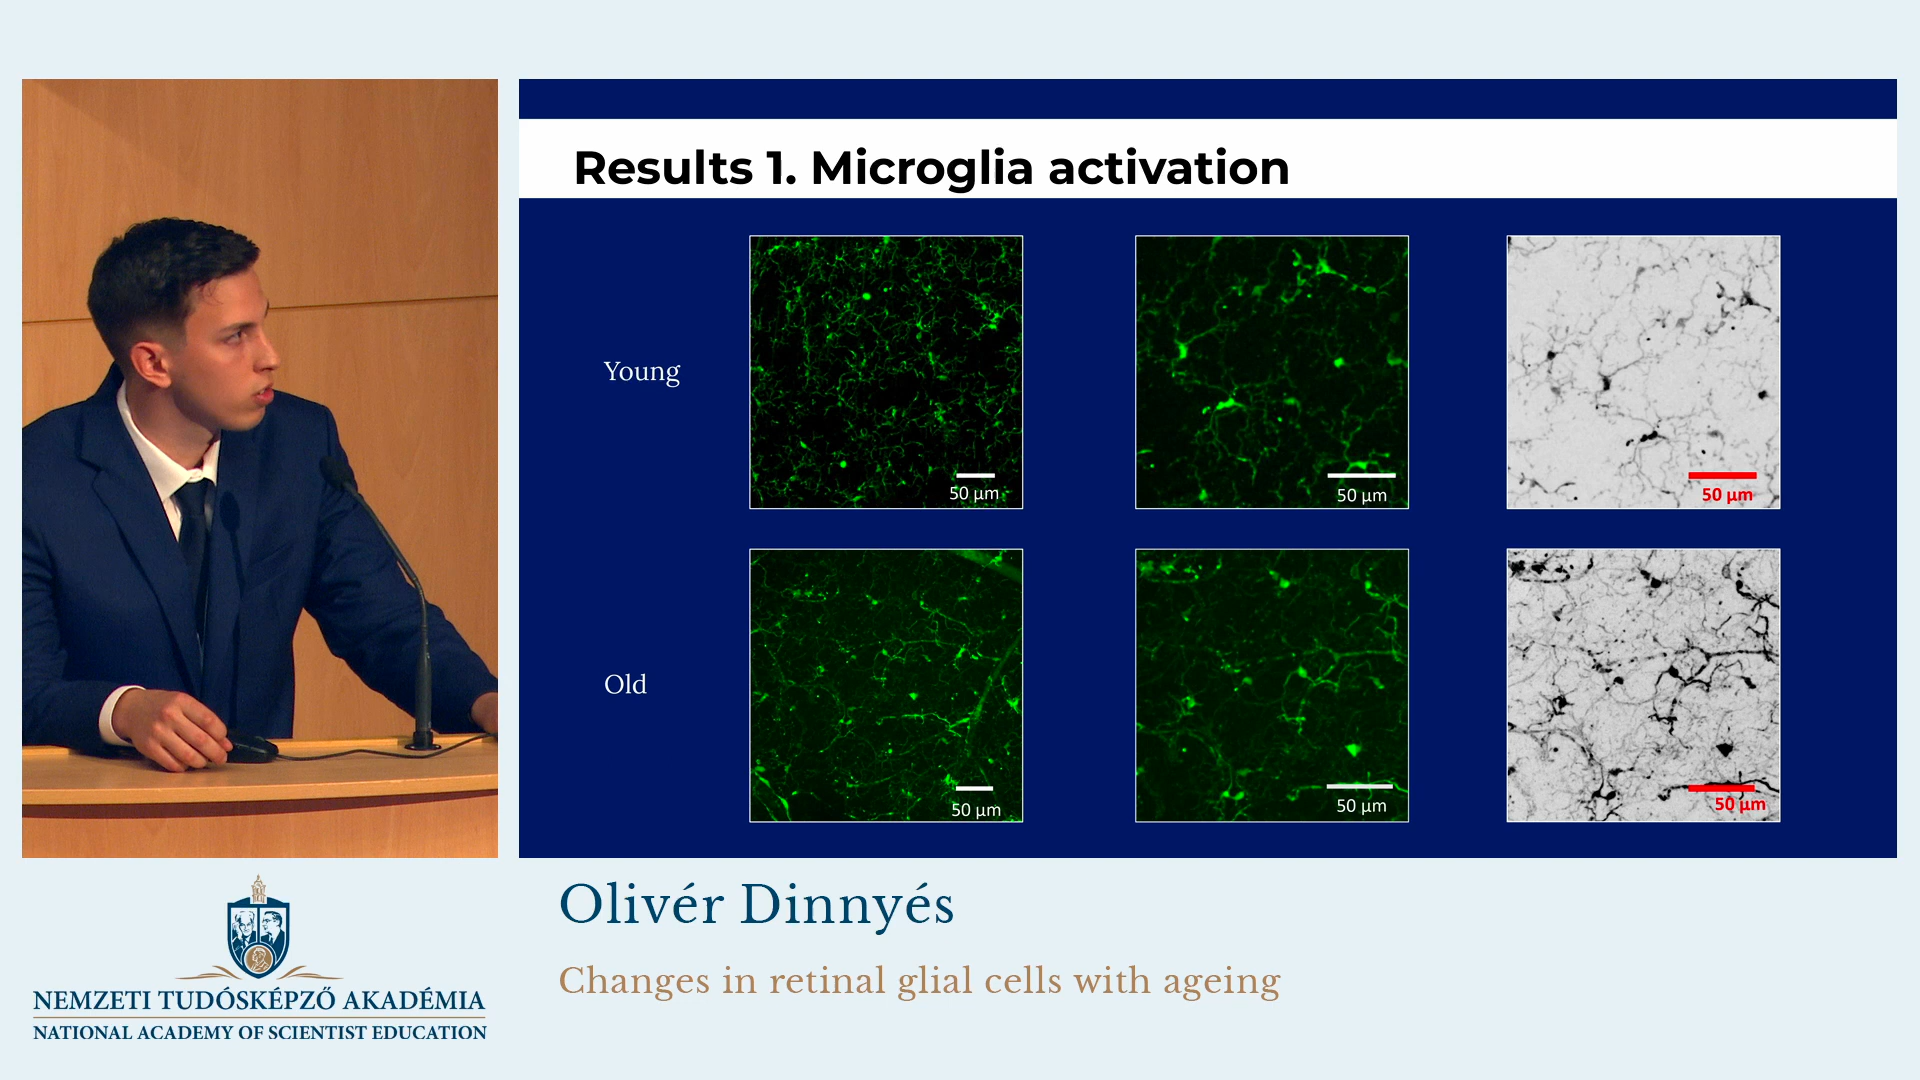 Results 1. Microglia activation
Young
50 µm
50 µm
50 µm
Old
50 µm
50 µm
50 µm
Olivér Dinnyés
Changes in retinal glial cells with ageing
NEMZETI TUDÓSKÉPZŐ AKADÉMIA
NATIONAL ACADEMY OF SCIENTIST EDUCATION